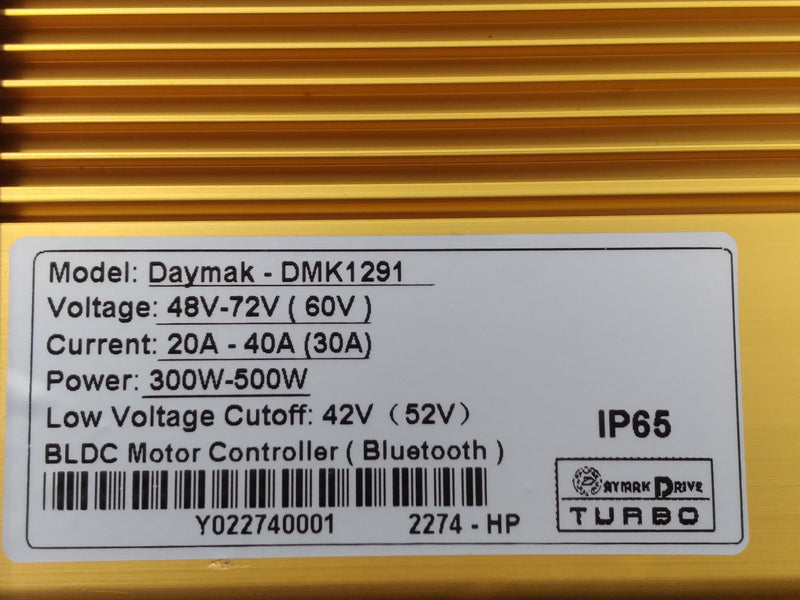 Model: Daymak - DMK1291
Voltage: 48V-72V ( 60V )
Current: 20A - 40A (30A)
Power: 300W-500W
Low Voltage Cutoff: 42V（52V）
BLDC Motor Controller ( Bluetooth )
Y022740001 2274 - HP
IP65
DAYMARK DRIVE
TURBO